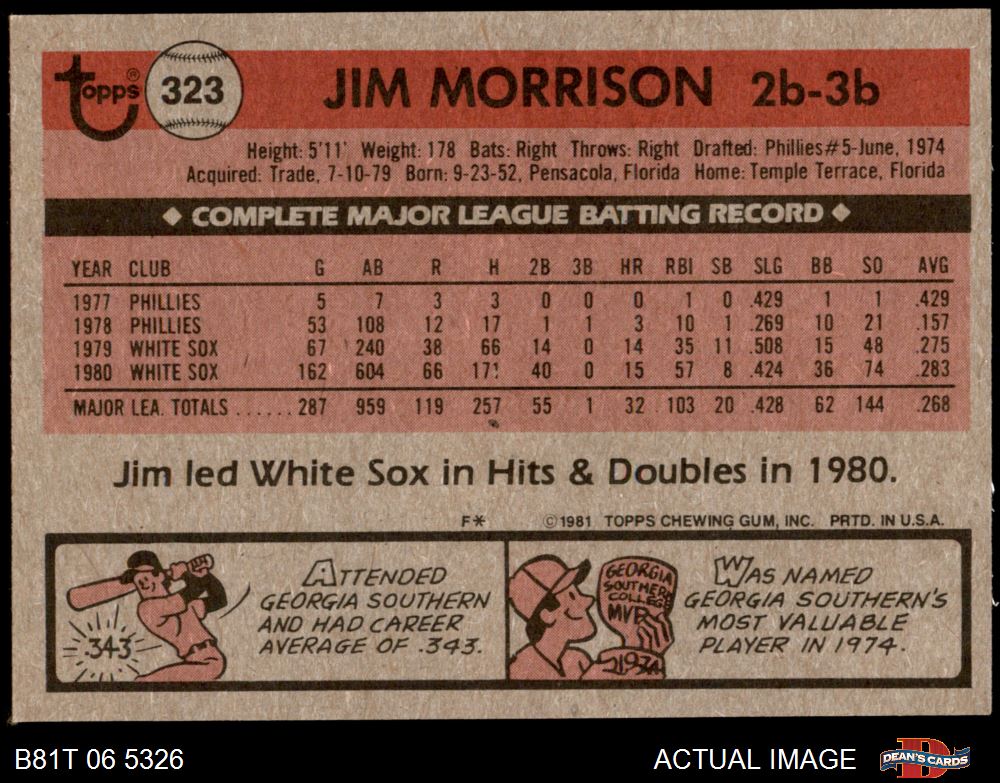 topps® 323 JIM MORRISON 2b-3b
Height: 5'11' Weight: 178 Bats: Right Throws: Right Drafted: Phillies#5-June, 1974
Acquired: Trade, 7-10-79 Born: 9-23-52, Pensacola, Florida Home: Temple Terrace, Florida
◆ COMPLETE MAJOR LEAGUE BATTING RECORD ◆
YEAR CLUB G AB R H 2B 3B HR RBI SB SLG BB SO AVG
1977 PHILLIES 5 7 3 3 0 0 0 1 0 .429 1 1 .429
1978 PHILLIES 53 108 12 17 1 1 3 10 1 .269 10 21 .157
1979 WHITE SOX 67 240 38 66 14 0 14 35 11 .508 15 48 .275
1980 WHITE SOX 162 604 66 171 40 0 15 57 8 .424 36 74 .283
MAJOR LEA. TOTALS ...... 287 959 119 257 55 1 32 103 20 .428 62 144 .268
Jim led White Sox in Hits & Doubles in 1980.
F* ©1981 TOPPS CHEWING GUM, INC. PRTD. IN U.S.A.
.343
ATTENDED
GEORGIA SOUTHERN
AND HAD CAREER
AVERAGE OF .343.
GEORGIA
SOUTHERN
COLLEGE
MVP
1974
WAS NAMED
GEORGIA SOUTHERN'S
MOST VALUABLE
PLAYER IN 1974.
B81T 06 5326 ACTUAL IMAGE DEAN'S CARDS